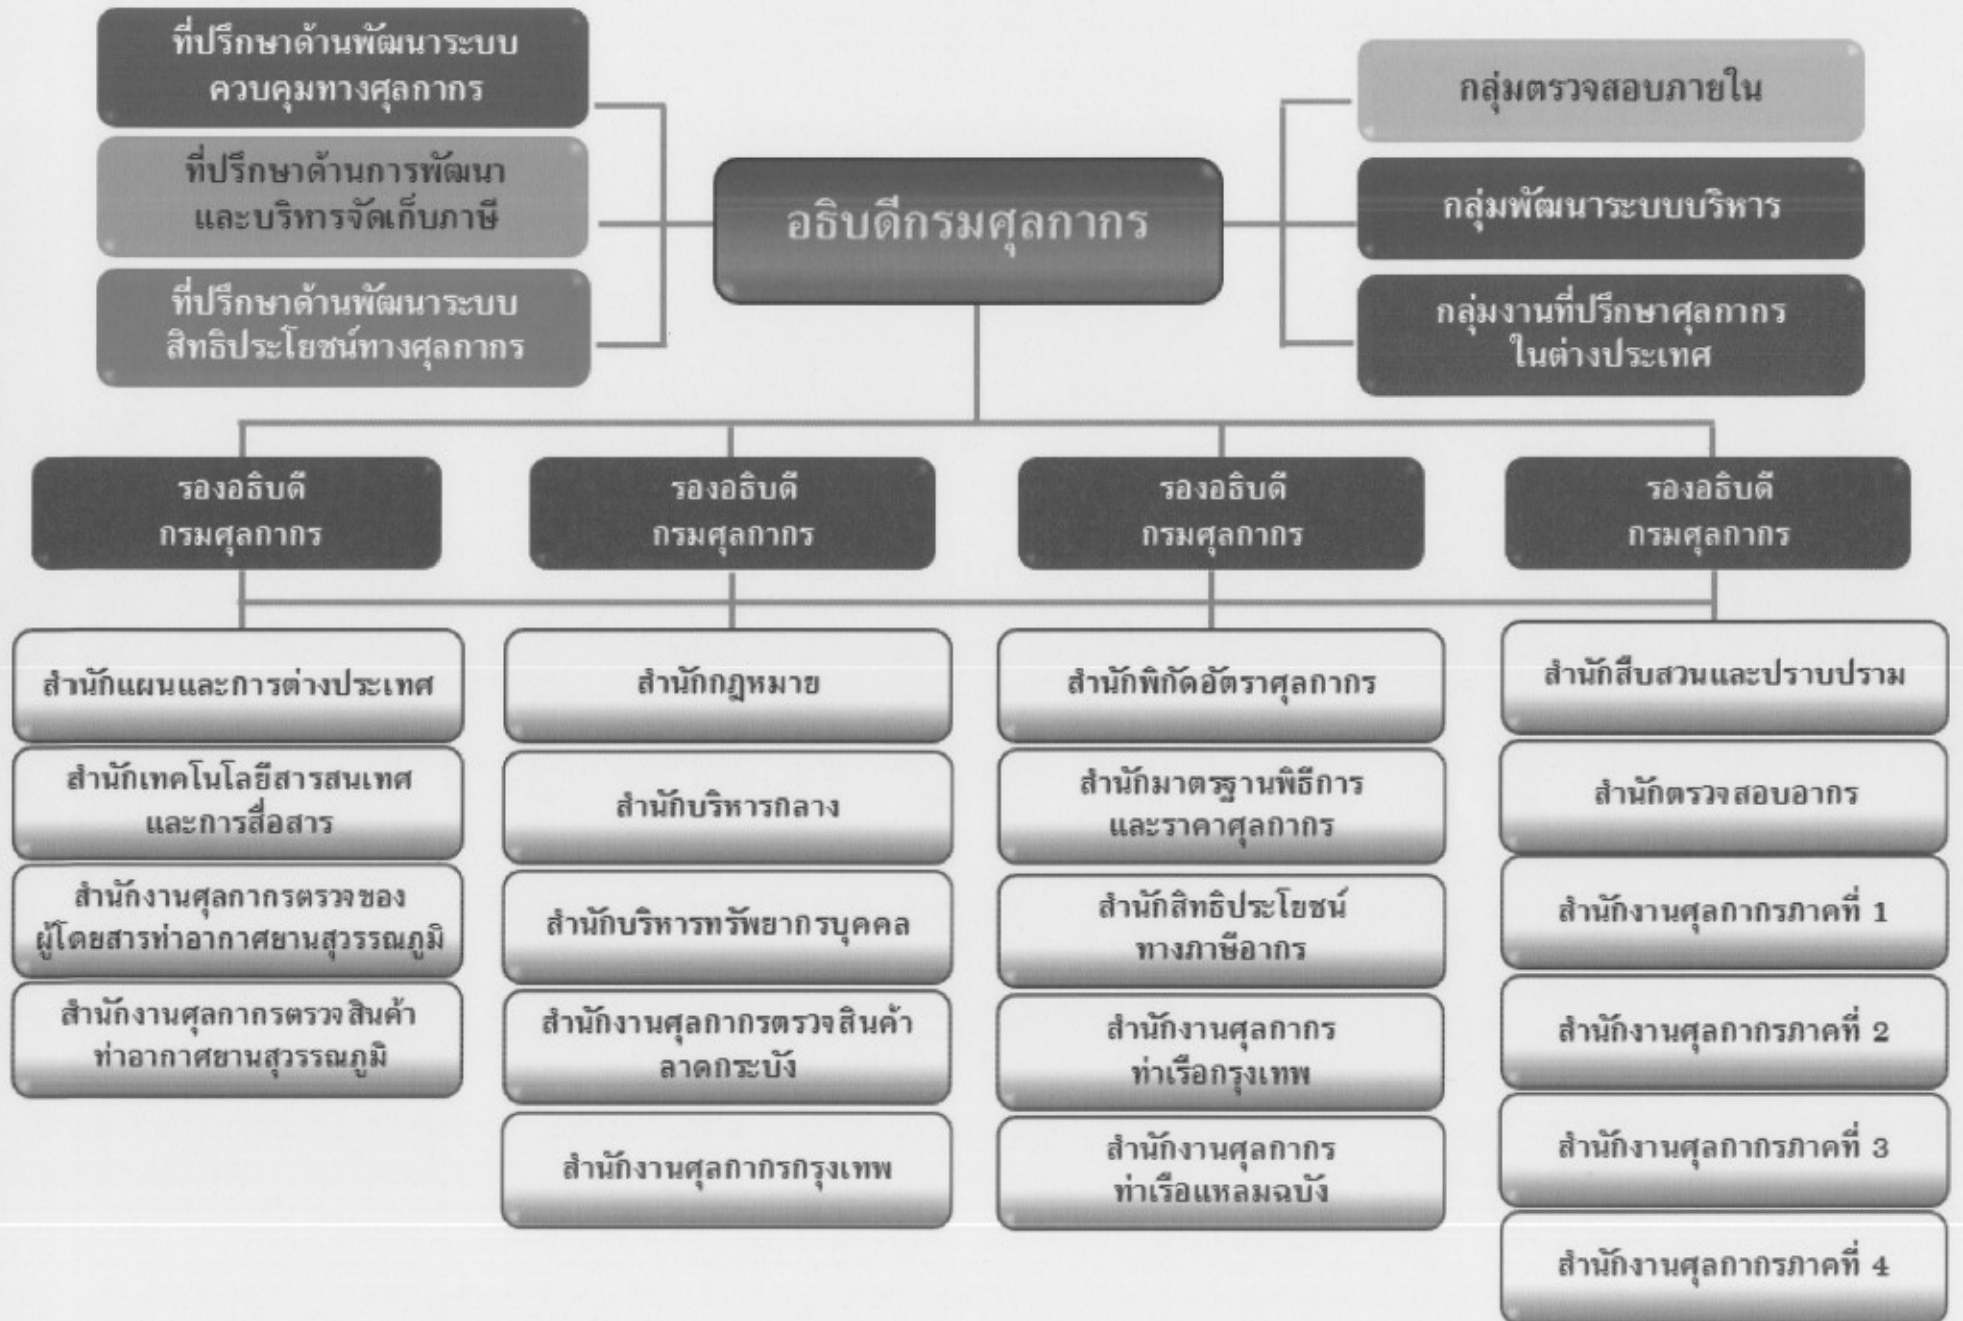 ที่ปรึกษาด้านพัฒนาระบบ
ควบคุมทางศุลกากร
ที่ปรึกษาด้านการพัฒนา
และบริหารจัดเก็บภาษี
ที่ปรึกษาด้านพัฒนาระบบ
สิทธิประโยชน์ทางศุลกากร
อธิบดีกรมศุลกากร
กลุ่มตรวจสอบภายใน
กลุ่มพัฒนาระบบบริหาร
กลุ่มงานที่ปรึกษาศุลกากร
ในต่างประเทศ
รองอธิบดี
กรมศุลกากร
รองอธิบดี
กรมศุลกากร
รองอธิบดี
กรมศุลกากร
รองอธิบดี
กรมศุลกากร
สำนักแผนและการต่างประเทศ
สำนักเทคโนโลยีสารสนเทศ
และการสื่อสาร
สำนักงานศุลกากรตรวจของ
ผู้โดยสารท่าอากาศยานสุวรรณภูมิ
สำนักงานศุลกากรตรวจสินค้า
ท่าอากาศยานสุวรรณภูมิ
สำนักกฎหมาย
สำนักบริหารกลาง
สำนักบริหารทรัพยากรบุคคล
สำนักงานศุลกากรตรวจสินค้า
ลาดกระบัง
สำนักงานศุลกากรกรุงเทพ
สำนักพิกัดอัตราศุลกากร
สำนักมาตรฐานพิธีการ
และราคาศุลกากร
สำนักสิทธิประโยชน์
ทางภาษีอากร
สำนักงานศุลกากร
ท่าเรือกรุงเทพ
สำนักงานศุลกากร
ท่าเรือแหลมฉบัง
สำนักสืบสวนและปราบปราม
สำนักตรวจสอบอากร
สำนักงานศุลกากรภาคที่ 1
สำนักงานศุลกากรภาคที่ 2
สำนักงานศุลกากรภาคที่ 3
สำนักงานศุลกากรภาคที่ 4